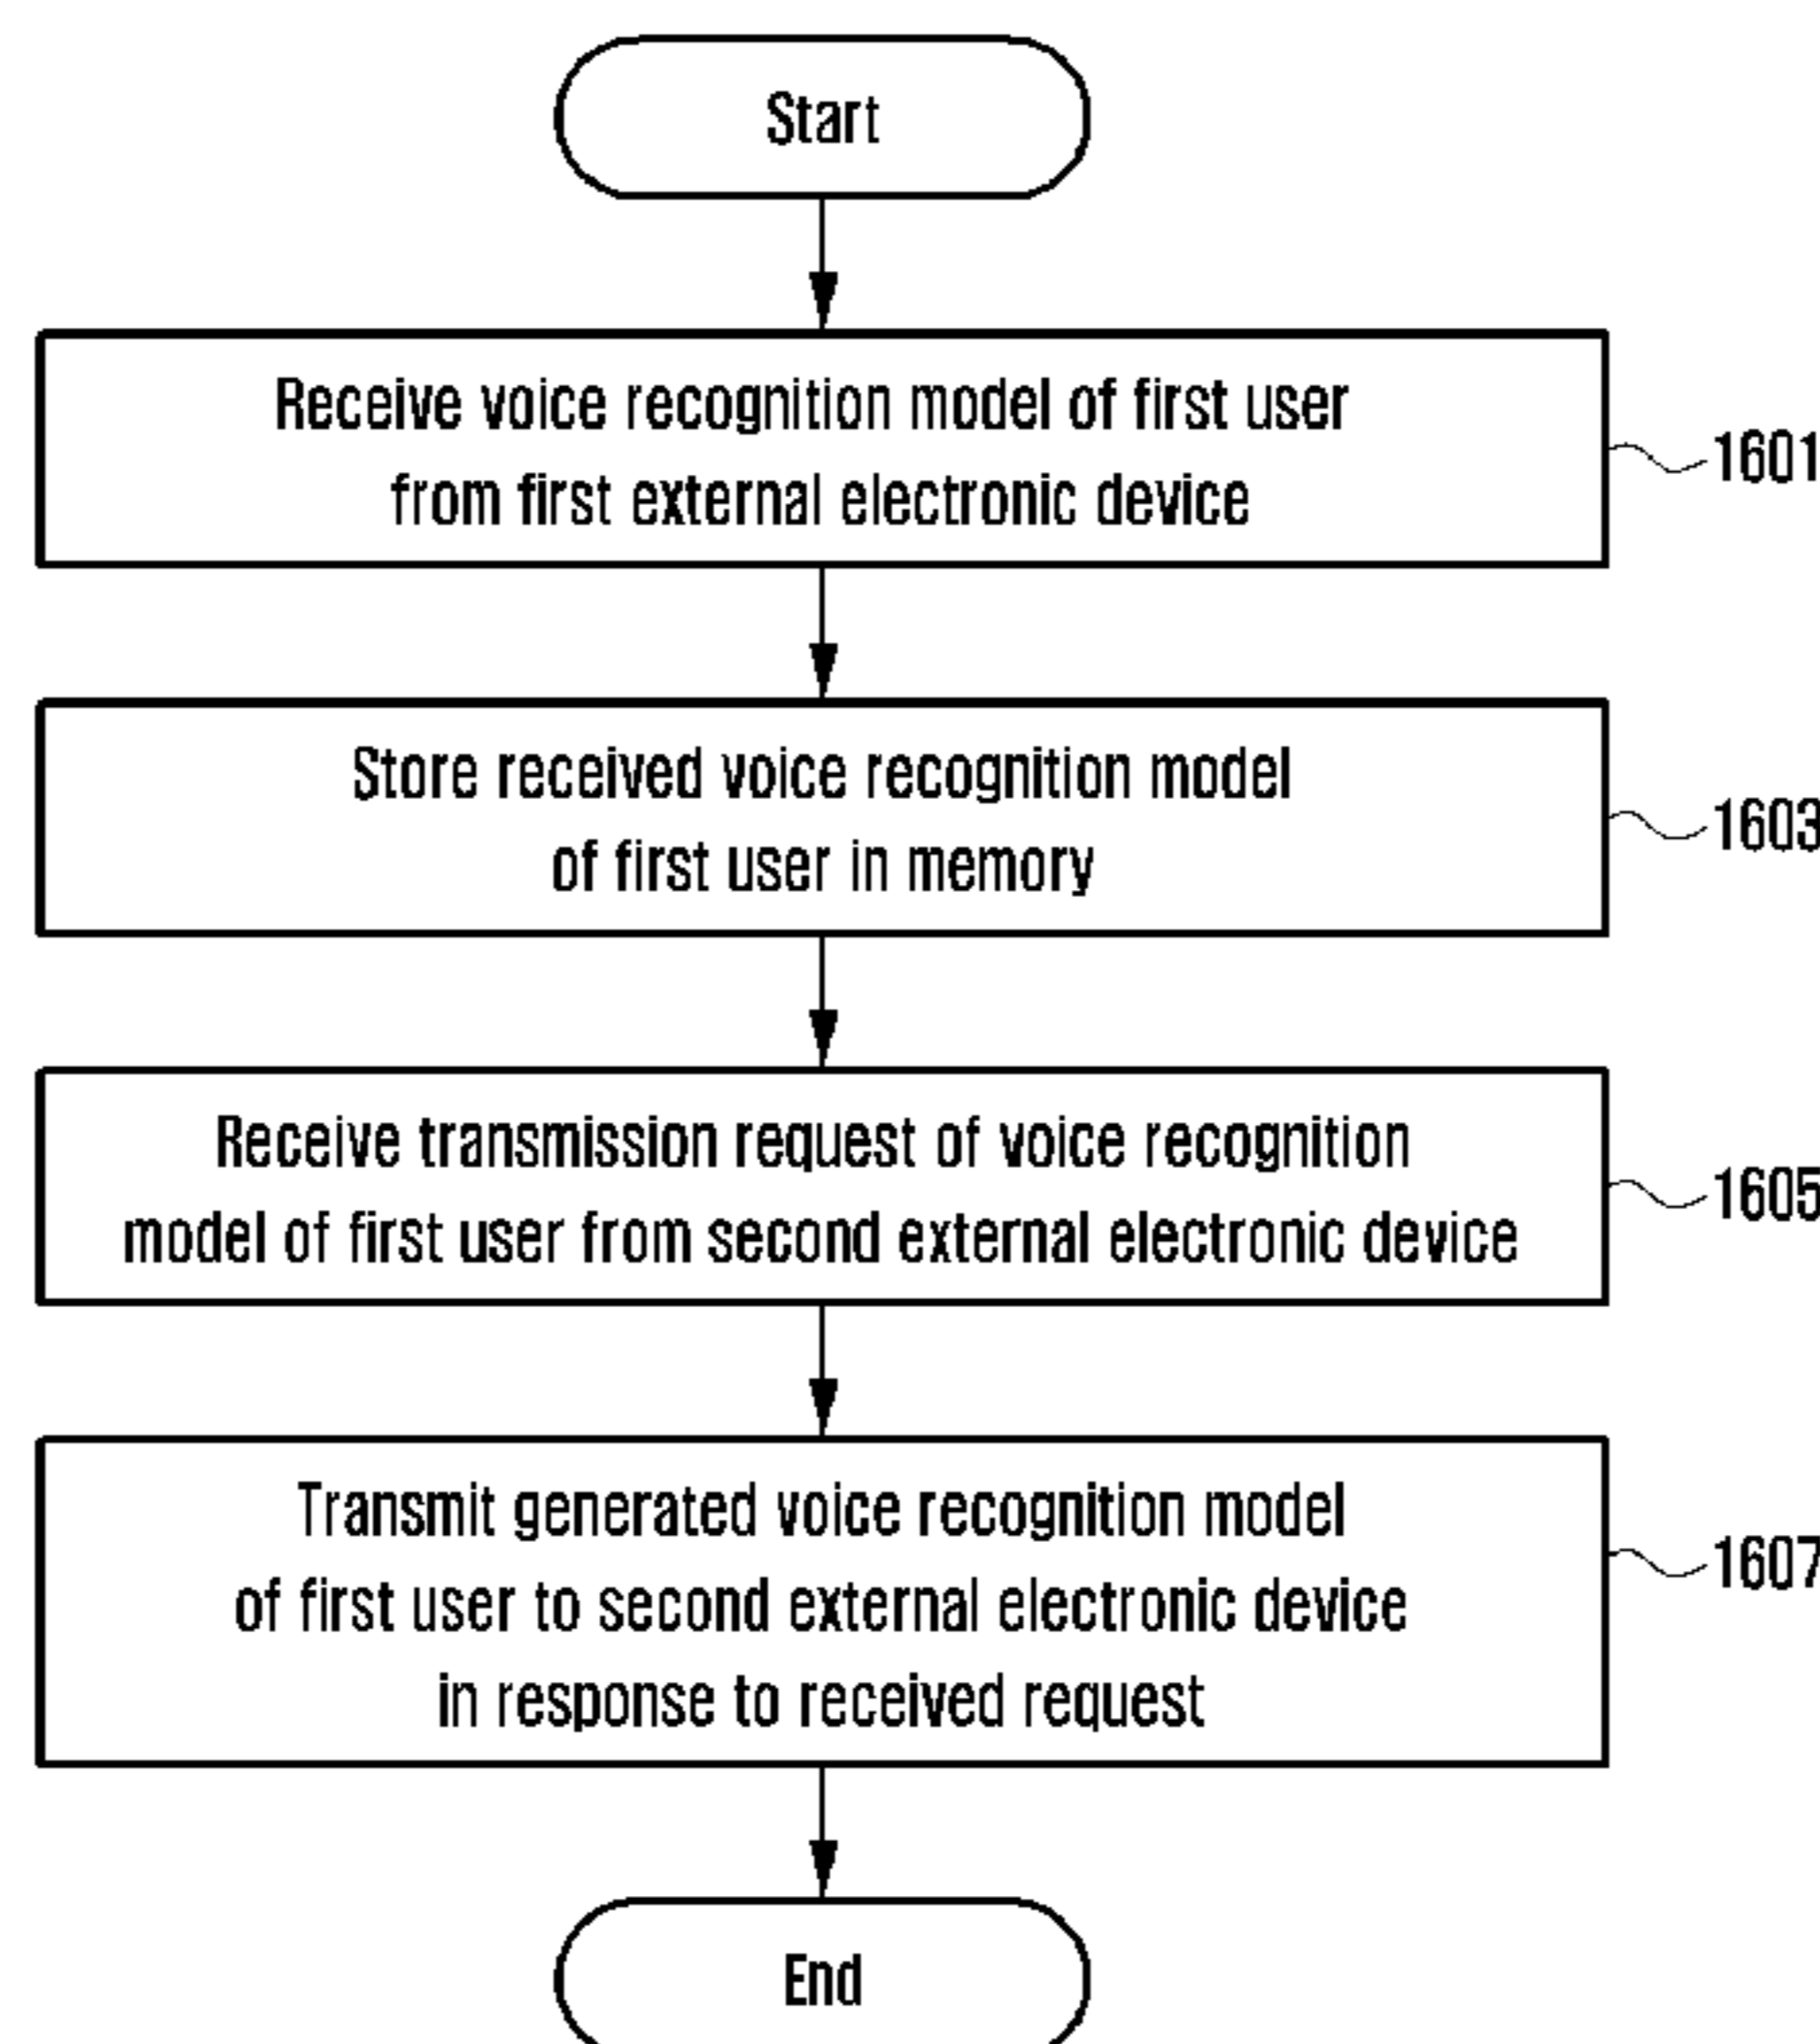 Start
Receive voice recognition model of first user
from first external electronic device
1601
Store received voice recognition model
of first user in memory
1603
Receive transmission request of voice recognition
model of first user from second external electronic device
1605
Transmit generated voice recognition model
of first user to second external electronic device
in response to received request
1607
End